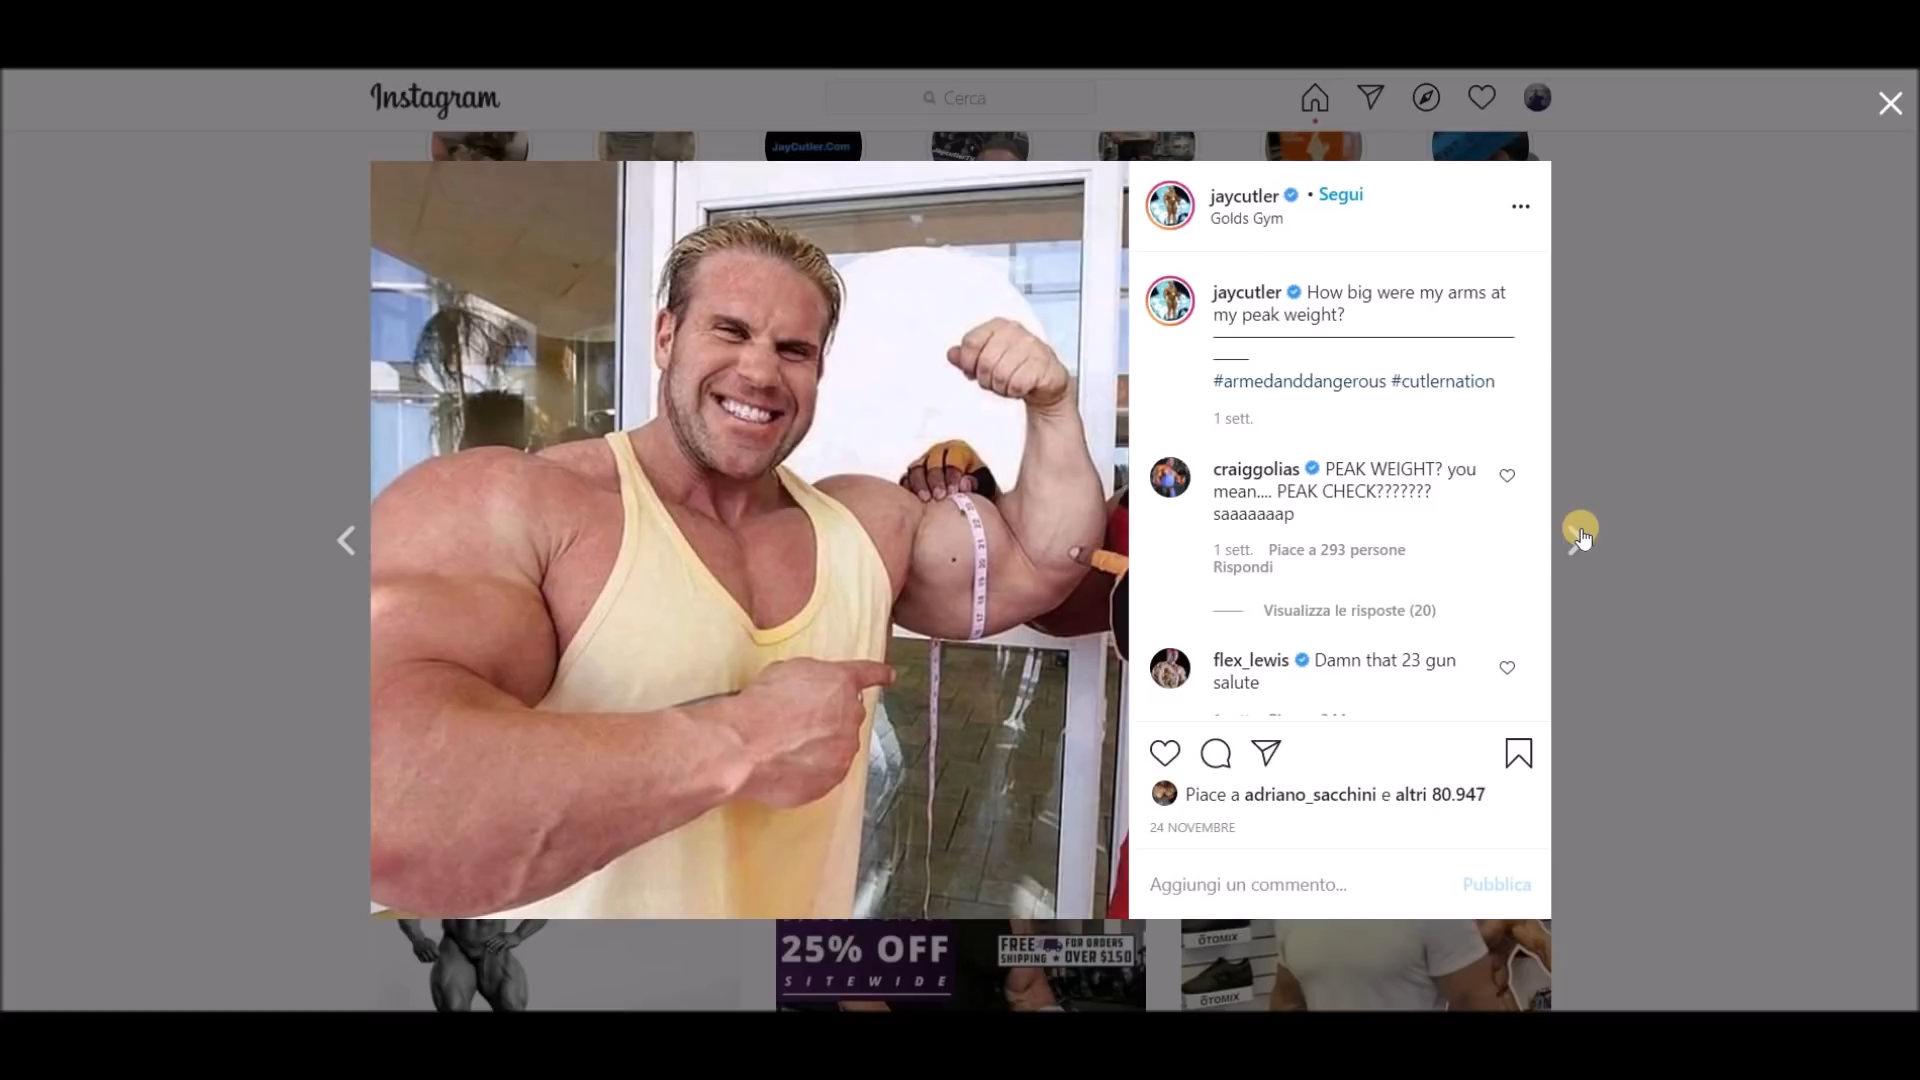 Instagram
Cerca
JayCutler.Com
jaycutler • Segui
Golds Gym
jaycutler How big were my arms at
my peak weight?
#armedanddangerous #cutlernation
1 sett.
craiggolias PEAK WEIGHT? you
mean.... PEAK CHECK???????
saaaaaaap
1 sett. Piace a 293 persone
Rispondi
Visualizza le risposte (20)
flex_lewis Damn that 23 gun
salute
Piace a adriano_sacchini e altri 80.947
24 NOVEMBRE
Aggiungi un commento... Pubblica
25% OFF
SITEWIDE
FREE FOR ORDERS
SHIPPING ★ OVER $150
ŌTOMIX
ŌTOMIX